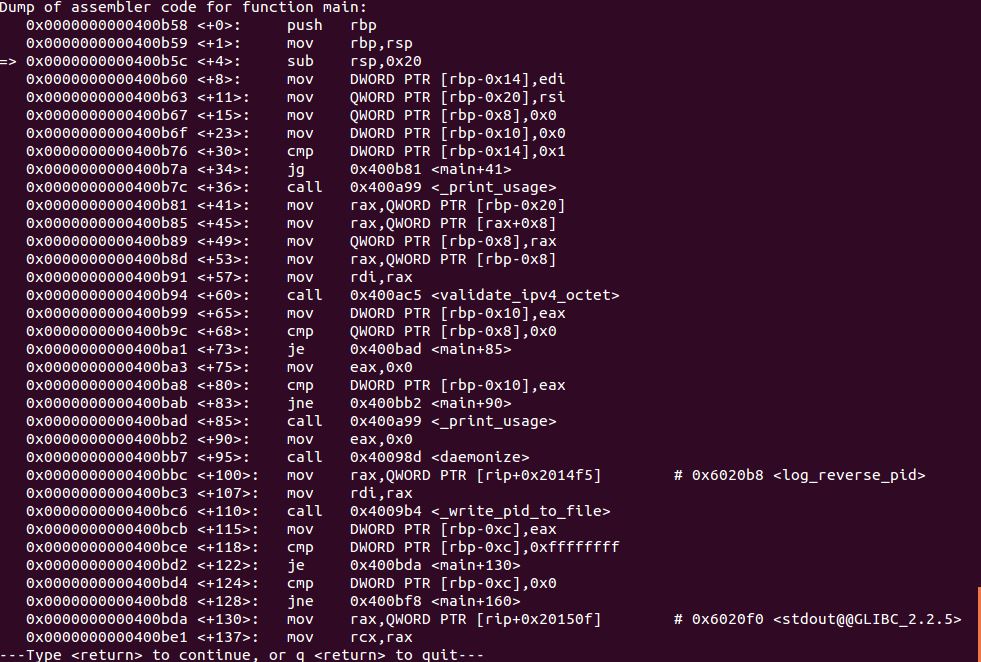 Dump of assembler code for function main:
   0x0000000000400b58 <+0>:     push   rbp
   0x0000000000400b59 <+1>:     mov    rbp,rsp
=> 0x0000000000400b5c <+4>:     sub    rsp,0x20
   0x0000000000400b60 <+8>:     mov    DWORD PTR [rbp-0x14],edi
   0x0000000000400b63 <+11>:    mov    QWORD PTR [rbp-0x20],rsi
   0x0000000000400b67 <+15>:    mov    QWORD PTR [rbp-0x8],0x0
   0x0000000000400b6f <+23>:    mov    DWORD PTR [rbp-0x10],0x0
   0x0000000000400b76 <+30>:    cmp    DWORD PTR [rbp-0x14],0x1
   0x0000000000400b7a <+34>:    jg     0x400b81 <main+41>
   0x0000000000400b7c <+36>:    call   0x400a99 <_print_usage>
   0x0000000000400b81 <+41>:    mov    rax,QWORD PTR [rbp-0x20]
   0x0000000000400b85 <+45>:    mov    rax,QWORD PTR [rax+0x8]
   0x0000000000400b89 <+49>:    mov    QWORD PTR [rbp-0x8],rax
   0x0000000000400b8d <+53>:    mov    rax,QWORD PTR [rbp-0x8]
   0x0000000000400b91 <+57>:    mov    rdi,rax
   0x0000000000400b94 <+60>:    call   0x400ac5 <validate_ipv4_octet>
   0x0000000000400b99 <+65>:    mov    DWORD PTR [rbp-0x10],eax
   0x0000000000400b9c <+68>:    cmp    QWORD PTR [rbp-0x8],0x0
   0x0000000000400ba1 <+73>:    je     0x400bad <main+85>
   0x0000000000400ba3 <+75>:    mov    eax,0x0
   0x0000000000400ba8 <+80>:    cmp    DWORD PTR [rbp-0x10],eax
   0x0000000000400bab <+83>:    jne    0x400bb2 <main+90>
   0x0000000000400bad <+85>:    call   0x400a99 <_print_usage>
   0x0000000000400bb2 <+90>:    mov    eax,0x0
   0x0000000000400bb7 <+95>:    call   0x40098d <daemonize>
   0x0000000000400bbc <+100>:   mov    rax,QWORD PTR [rip+0x2014f5]        # 0x6020b8 <log_reverse_pid>
   0x0000000000400bc3 <+107>:   mov    rdi,rax
   0x0000000000400bc6 <+110>:   call   0x4009b4 <_write_pid_to_file>
   0x0000000000400bcb <+115>:   mov    DWORD PTR [rbp-0xc],eax
   0x0000000000400bce <+118>:   cmp    DWORD PTR [rbp-0xc],0xffffffff
   0x0000000000400bd2 <+122>:   je     0x400bda <main+130>
   0x0000000000400bd4 <+124>:   cmp    DWORD PTR [rbp-0xc],0x0
   0x0000000000400bd8 <+128>:   jne    0x400bf8 <main+160>
   0x0000000000400bda <+130>:   mov    rax,QWORD PTR [rip+0x20150f]        # 0x6020f0 <stdout@@GLIBC_2.2.5>
   0x0000000000400be1 <+137>:   mov    rcx,rax
---Type <return> to continue, or q <return> to quit---